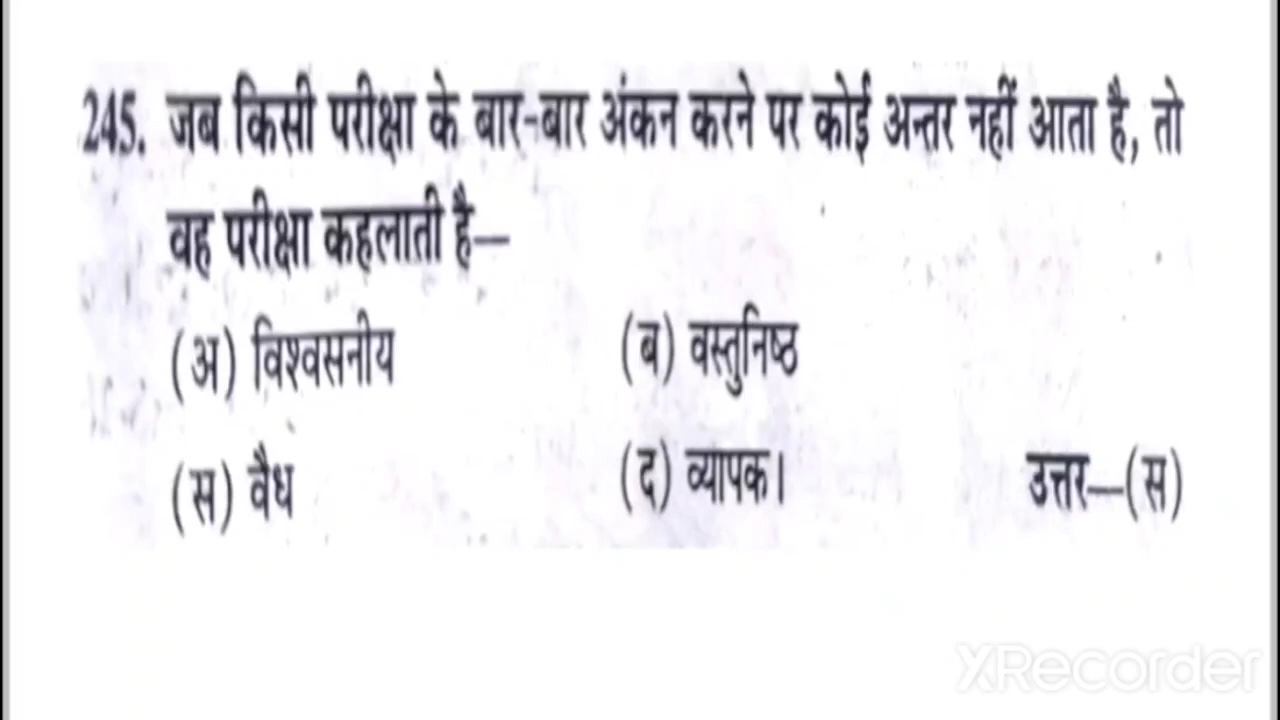 245. जब किसी परीक्षा के बार-बार अंकन करने पर कोई अन्तर नहीं आता है, तो
वह परीक्षा कहलाती है—
(अ) विश्वसनीय (ब) वस्तुनिष्ठ
(स) वैध (द) व्यापक। उत्तर—(स)
XRecorder